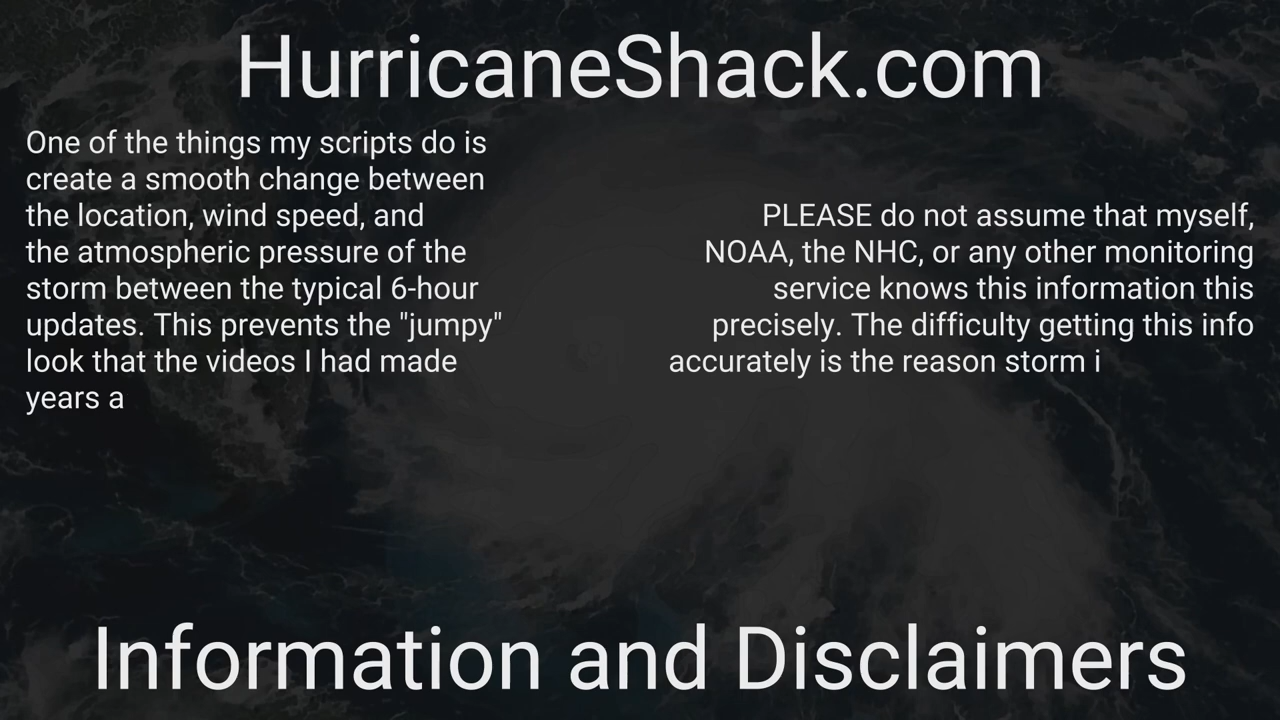 HurricaneShack.com
One of the things my scripts do is
create a smooth change between
the location, wind speed, and
the atmospheric pressure of the
storm between the typical 6-hour
updates. This prevents the "jumpy"
look that the videos I had made
years a
PLEASE do not assume that myself,
NOAA, the NHC, or any other monitoring
service knows this information this
precisely. The difficulty getting this info
accurately is the reason storm i
Information and Disclaimers